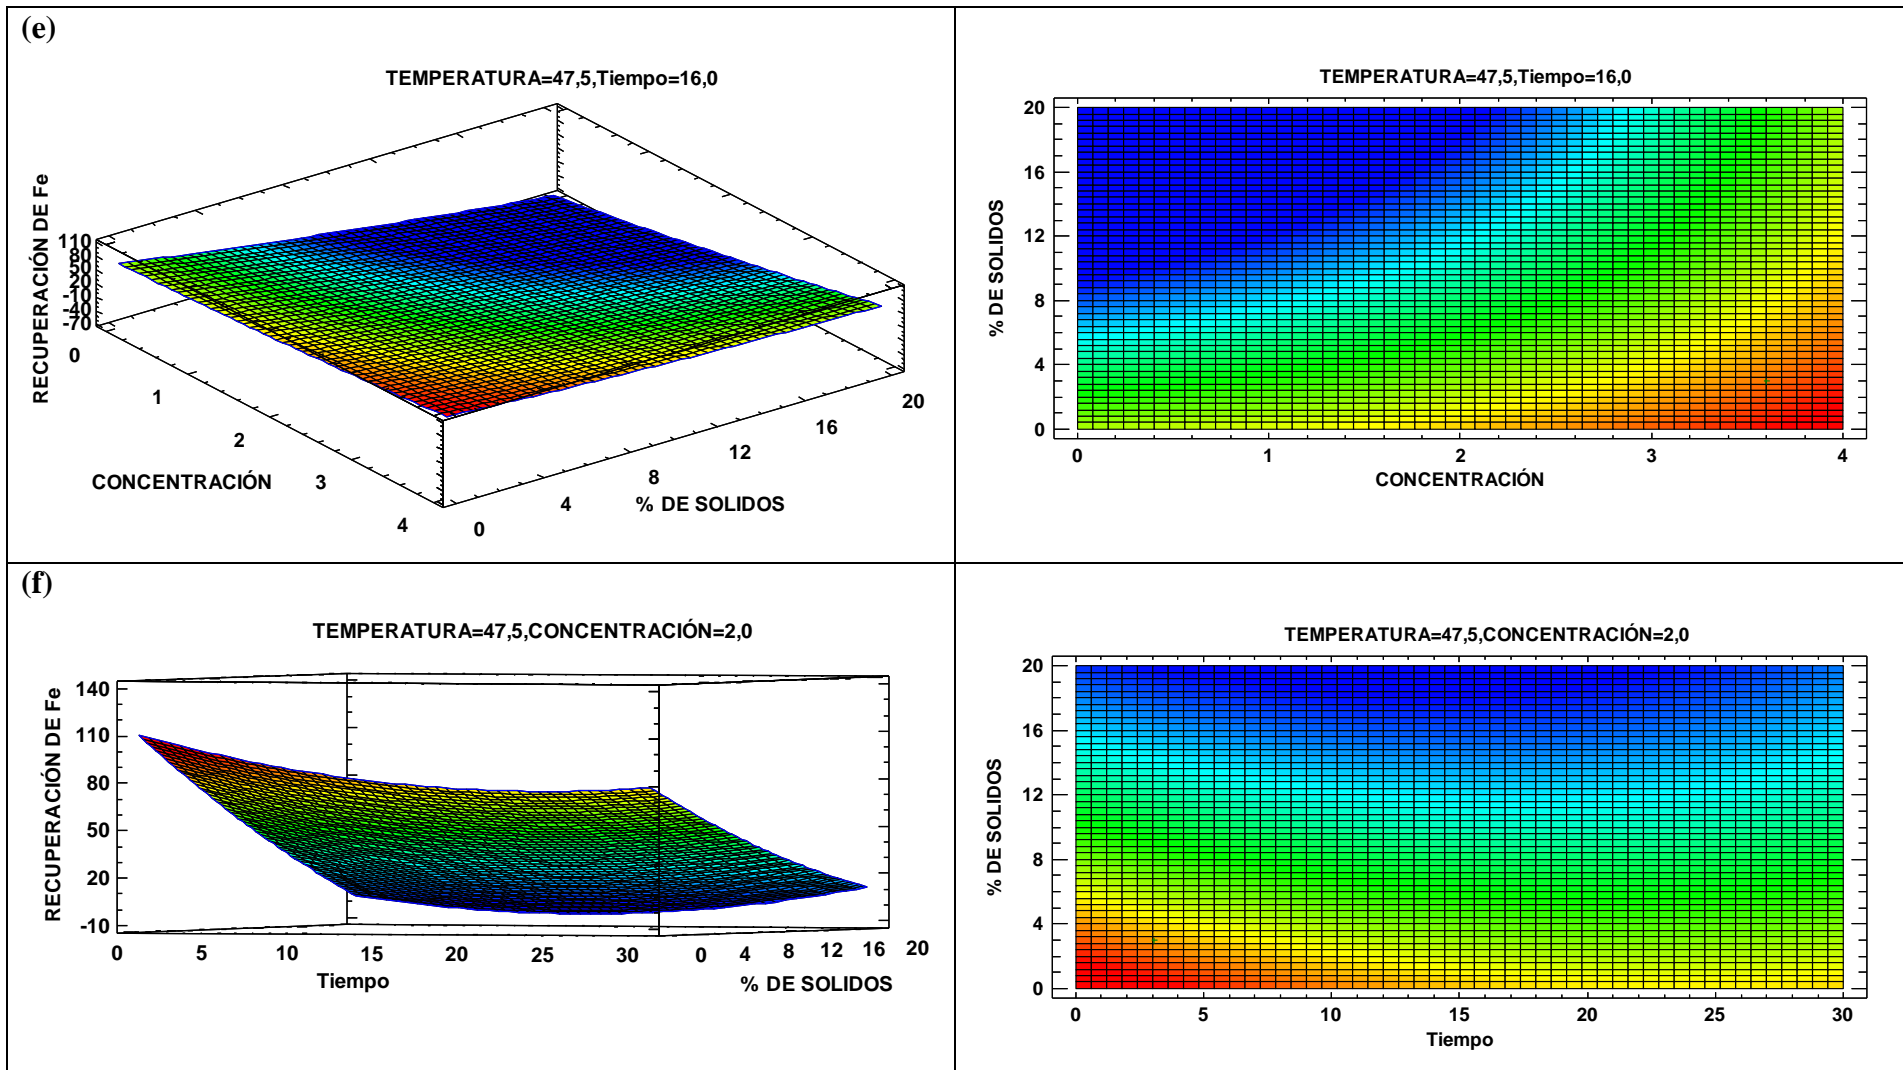 (e)
TEMPERATURA=47,5,Tiempo=16,0
RECUPERACIÓN DE Fe
110
80
50
20
-10
-40
-70
0
1
2
3
4
CONCENTRACIÓN
0
4
8
12
16
20
% DE SOLIDOS
TEMPERATURA=47,5,Tiempo=16,0
% DE SOLIDOS
20
16
12
8
4
0
0 1 2 3 4
CONCENTRACIÓN
(f)
TEMPERATURA=47,5,CONCENTRACIÓN=2,0
RECUPERACIÓN DE Fe
140
110
80
50
20
-10
0 5 10 15 20 25 30
Tiempo
0 4 8 12 16 20
% DE SOLIDOS
TEMPERATURA=47,5,CONCENTRACIÓN=2,0
% DE SOLIDOS
20
16
12
8
4
0
0 5 10 15 20 25 30
Tiempo